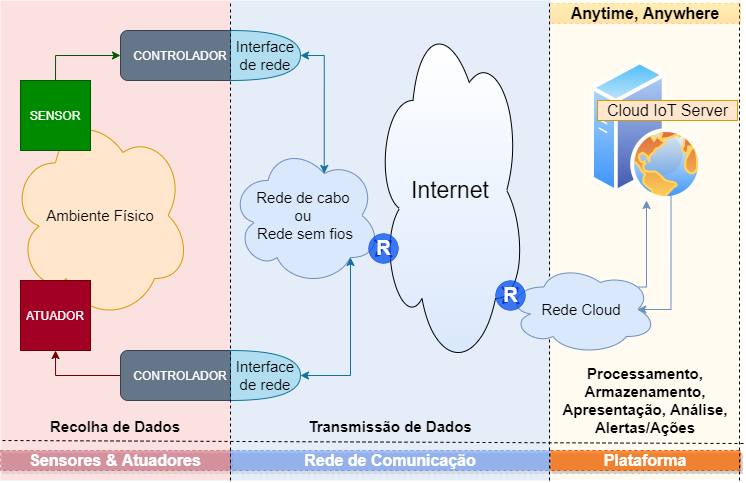 Anytime, Anywhere
CONTROLADOR
Interface
de rede
SENSOR
Cloud IoT Server
Ambiente Físico
Rede de cabo
ou
Rede sem fios
Internet
R
R
ATUADOR
Rede Cloud
CONTROLADOR
Interface
de rede
Processamento,
Armazenamento,
Apresentação, Análise,
Alertas/Ações
Recolha de Dados
Transmissão de Dados
Sensores & Atuadores
Rede de Comunicação
Plataforma